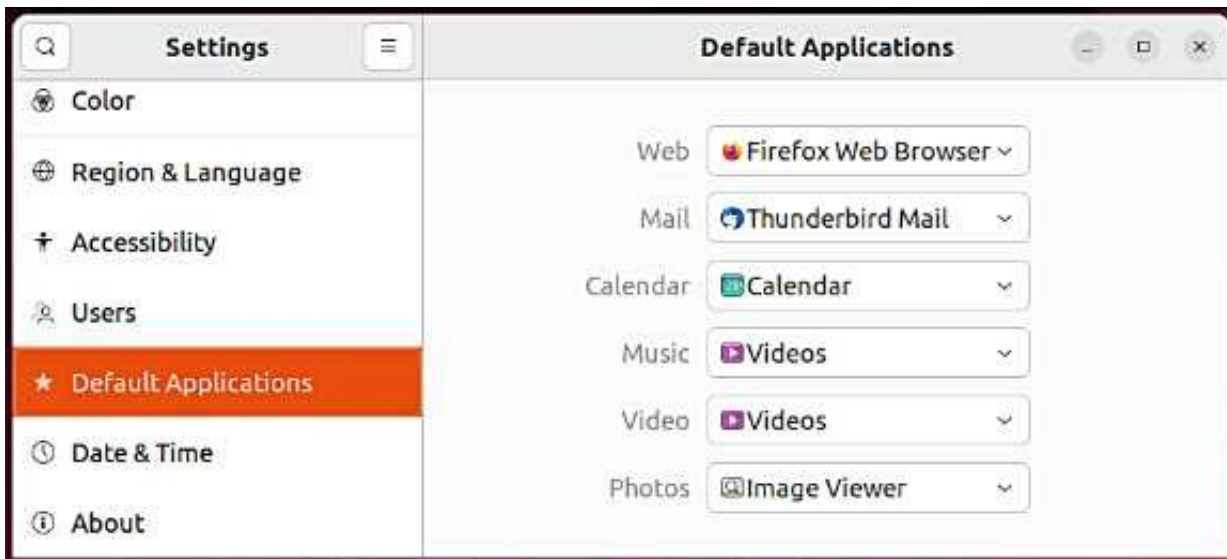 Settings
Color
Region & Language
Accessibility
Users
Default Applications
Date & Time
About
Default Applications
Web Firefox Web Browser
Mail Thunderbird Mail
Calendar Calendar
Music Videos
Video Videos
Photos Image Viewer